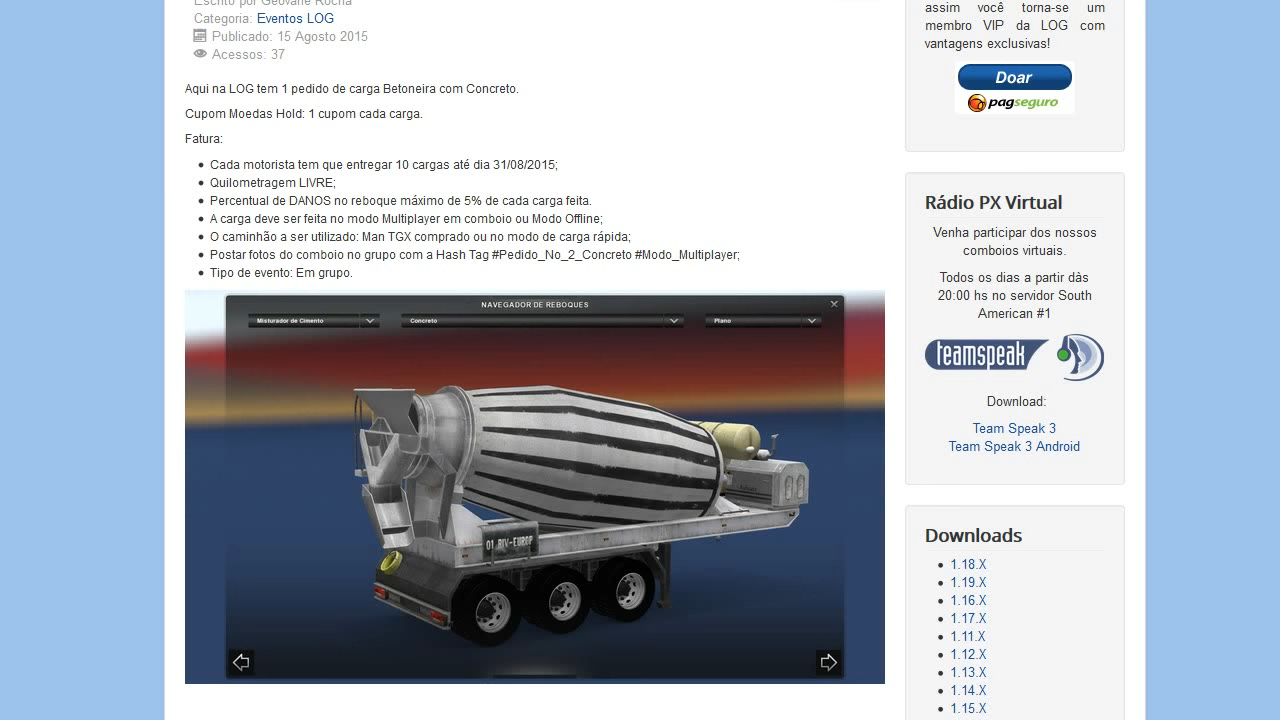 Escrito por Geovane Rocha
Categoria: Eventos LOG
Publicado: 15 Agosto 2015
Acessos: 37
Aqui na LOG tem 1 pedido de carga Betoneira com Concreto.
Cupom Moedas Hold: 1 cupom cada carga.
Fatura:
Cada motorista tem que entregar 10 cargas até dia 31/08/2015;
Quilometragem LIVRE;
Percentual de DANOS no reboque máximo de 5% de cada carga feita.
A carga deve ser feita no modo Multiplayer em comboio ou Modo Offline;
O caminhão a ser utilizado: Man TGX comprado ou no modo de carga rápida;
Postar fotos do comboio no grupo com a Hash Tag #Pedido_No_2_Concreto #Modo_Multiplayer;
Tipo de evento: Em grupo.
NAVEGADOR DE REBOQUES
Misturador de Cimento
Concreto
Plano
assim você torna-se um
membro VIP da LOG com
vantagens exclusivas!
Doar
pagseguro
Rádio PX Virtual
Venha participar dos nossos
comboios virtuais.
Todos os dias a partir dàs
20:00 hs no servidor South
American #1
teamspeak
Download:
Team Speak 3
Team Speak 3 Android
Downloads
1.18.X
1.19.X
1.16.X
1.17.X
1.11.X
1.12.X
1.13.X
1.14.X
1.15.X